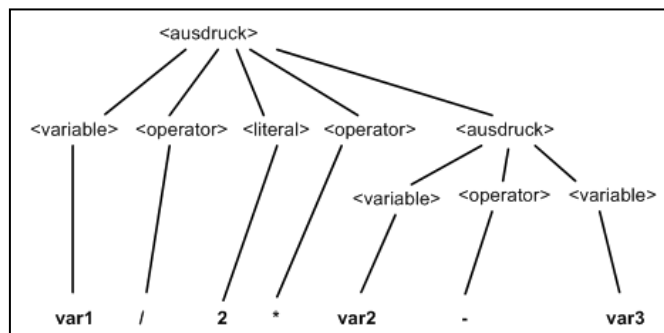 <ausdruck>
<variable> <operator> <literal> <operator> <ausdruck>
<variable> <operator> <variable>
var1 / 2 * var2 - var3